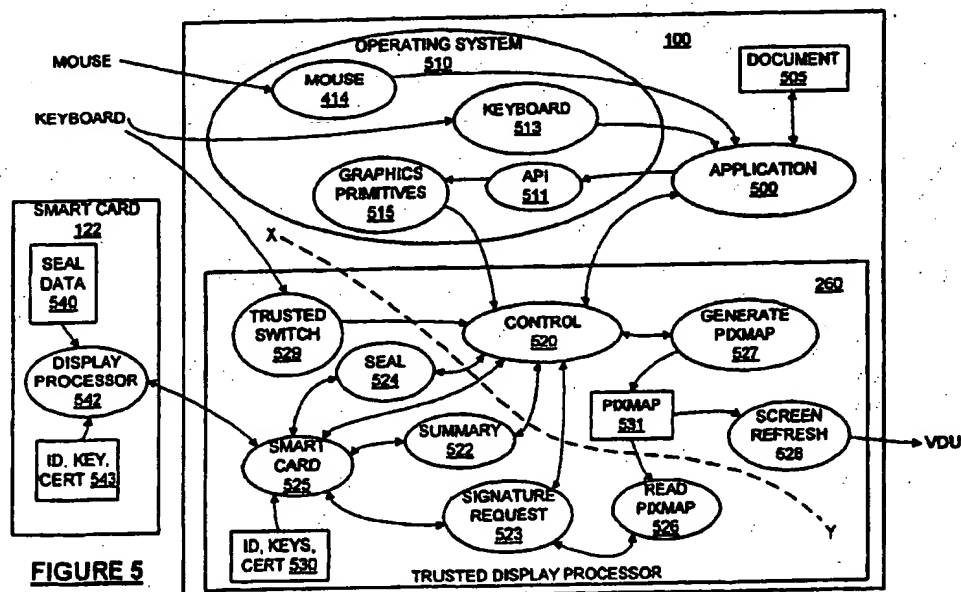 MOUSE
KEYBOARD
OPERATING SYSTEM
510
100
MOUSE
414
KEYBOARD
513
DOCUMENT
505
GRAPHICS
PRIMITIVES
515
API
511
APPLICATION
500
SMART CARD
122
SEAL
DATA
540
DISPLAY
PROCESSOR
542
ID, KEY,
CERT 543
X
260
TRUSTED
SWITCH
529
CONTROL
520
GENERATE
PIXMAP
527
SEAL
524
PIXMAP
531
SCREEN
REFRESH
528
VDU
SUMMARY
522
SMART
CARD
525
SIGNATURE
REQUEST
523
READ
PIXMAP
526
Y
ID, KEYS,
CERT 530
TRUSTED DISPLAY PROCESSOR
FIGURE 5